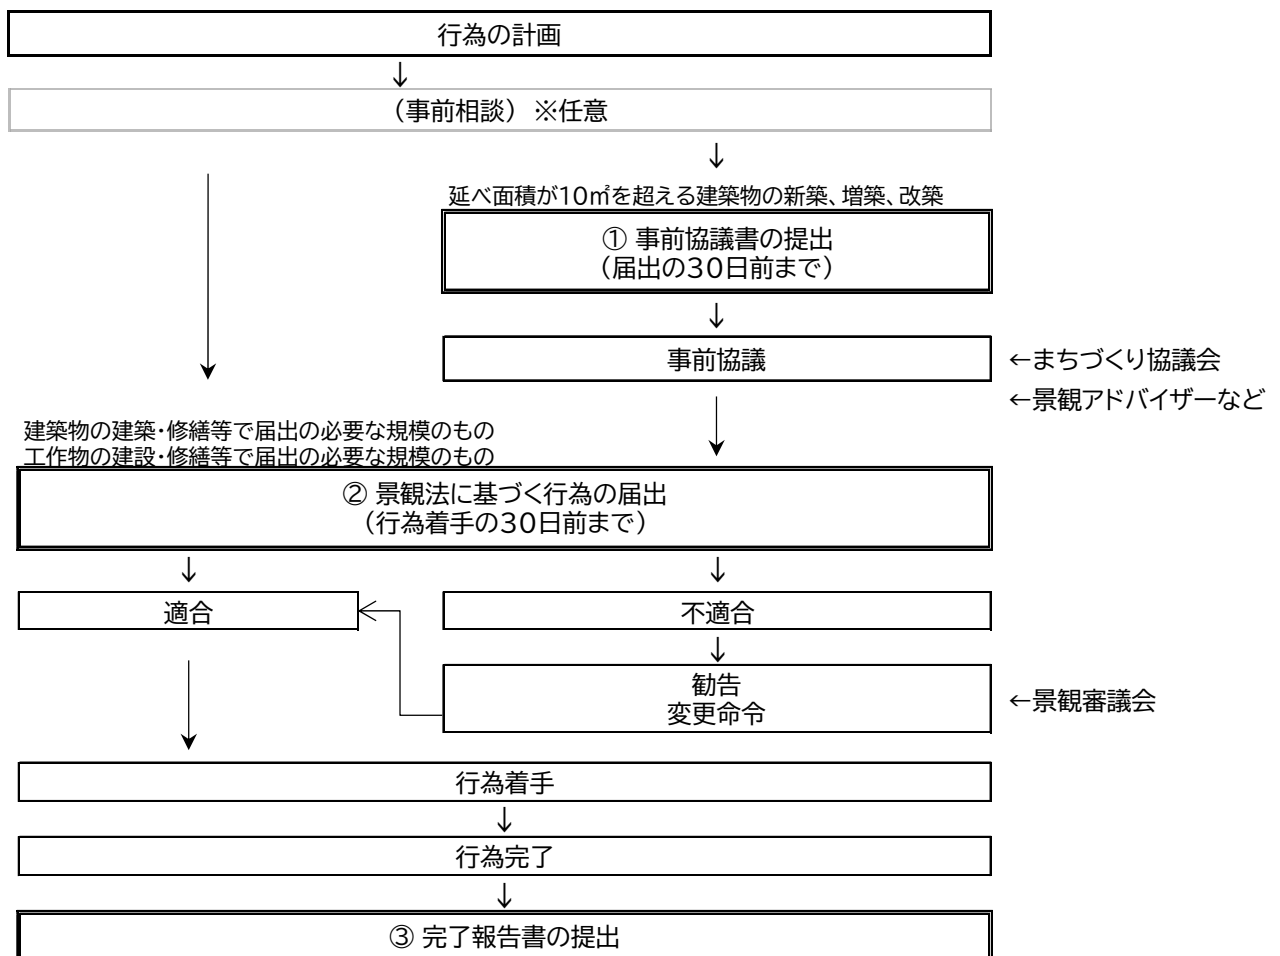 行為の計画
↓
（事前相談） ※任意
↓
延べ面積が10㎡を超える建築物の新築、増築、改築
① 事前協議書の提出
（届出の30日前まで）
↓
事前協議
←まちづくり協議会
←景観アドバイザーなど
建築物の建築・修繕等で届出の必要な規模のもの
工作物の建設・修繕等で届出の必要な規模のもの
② 景観法に基づく行為の届出
（行為着手の30日前まで）
↓ ↓
適合 不適合
↓
勧告
変更命令
←景観審議会
行為着手
↓
行為完了
↓
③ 完了報告書の提出